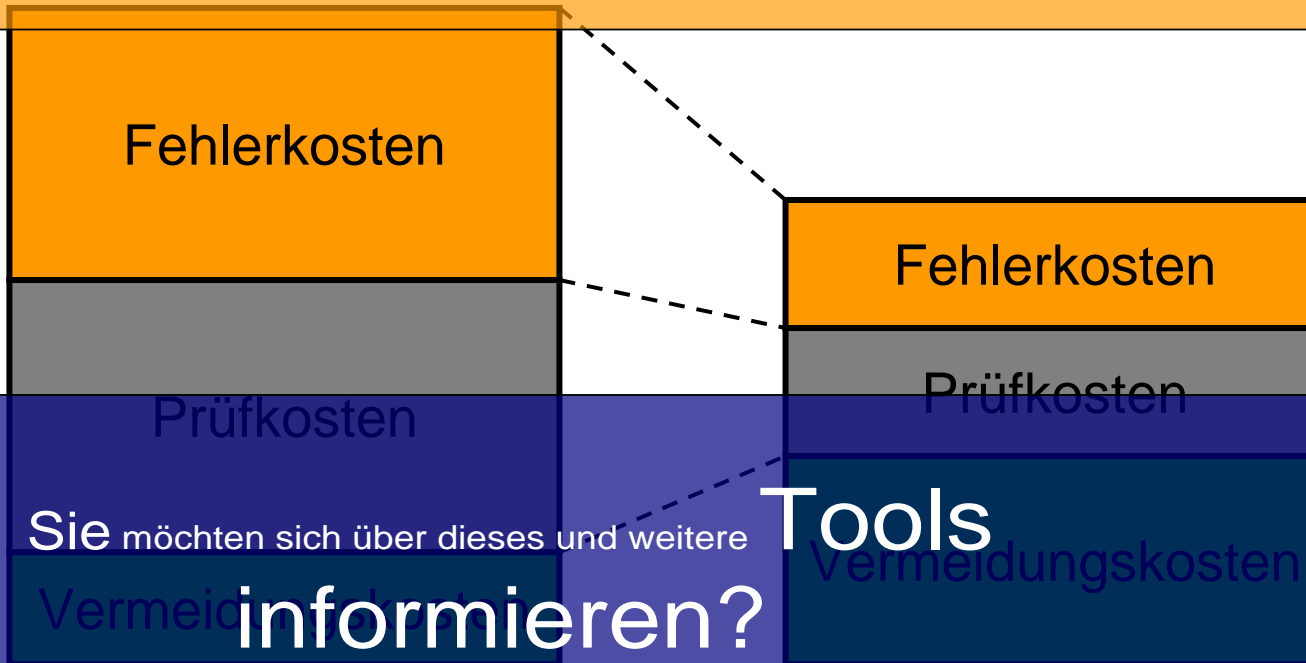 Fehlerkosten
Fehlerkosten
Prüfkosten
Prüfkosten
Sie möchten sich über dieses und weitere Tools
Vermeidungskosten
Vermeidungskosten
informieren?